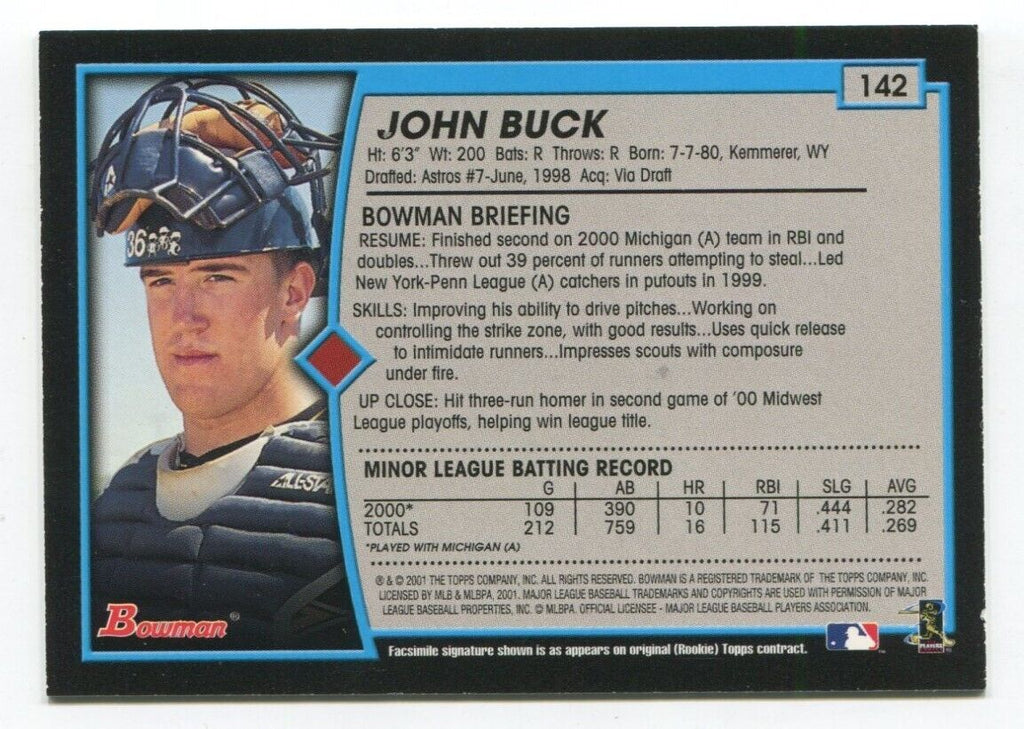 142
JOHN BUCK
Ht: 6'3" Wt: 200 Bats: R Throws: R Born: 7-7-80, Kemmerer, WY
Drafted: Astros #7-June, 1998 Acq: Via Draft
BOWMAN BRIEFING
RESUME: Finished second on 2000 Michigan (A) team in RBI and
doubles...Threw out 39 percent of runners attempting to steal...Led
New York-Penn League (A) catchers in putouts in 1999.
SKILLS: Improving his ability to drive pitches...Working on
controlling the strike zone, with good results...Uses quick release
to intimidate runners...Impresses scouts with composure
under fire.
UP CLOSE: Hit three-run homer in second game of '00 Midwest
League playoffs, helping win league title.
MINOR LEAGUE BATTING RECORD
G AB HR RBI SLG AVG
2000* 109 390 10 71 .444 .282
TOTALS 212 759 16 115 .411 .269
*PLAYED WITH MICHIGAN (A)
® & © 2001 THE TOPPS COMPANY, INC. ALL RIGHTS RESERVED. BOWMAN IS A REGISTERED TRADEMARK OF THE TOPPS COMPANY, INC.
LICENSED BY MLB & MLBPA, 2001. MAJOR LEAGUE BASEBALL TRADEMARKS AND COPYRIGHTS ARE USED WITH PERMISSION OF MAJOR
LEAGUE BASEBALL PROPERTIES, INC. © MLBPA. OFFICIAL LICENSEE - MAJOR LEAGUE BASEBALL PLAYERS ASSOCIATION.
Facsimile signature shown is as appears on original (Rookie) Topps contract.
36
ALL-STA
Bowman®
PLAYERS